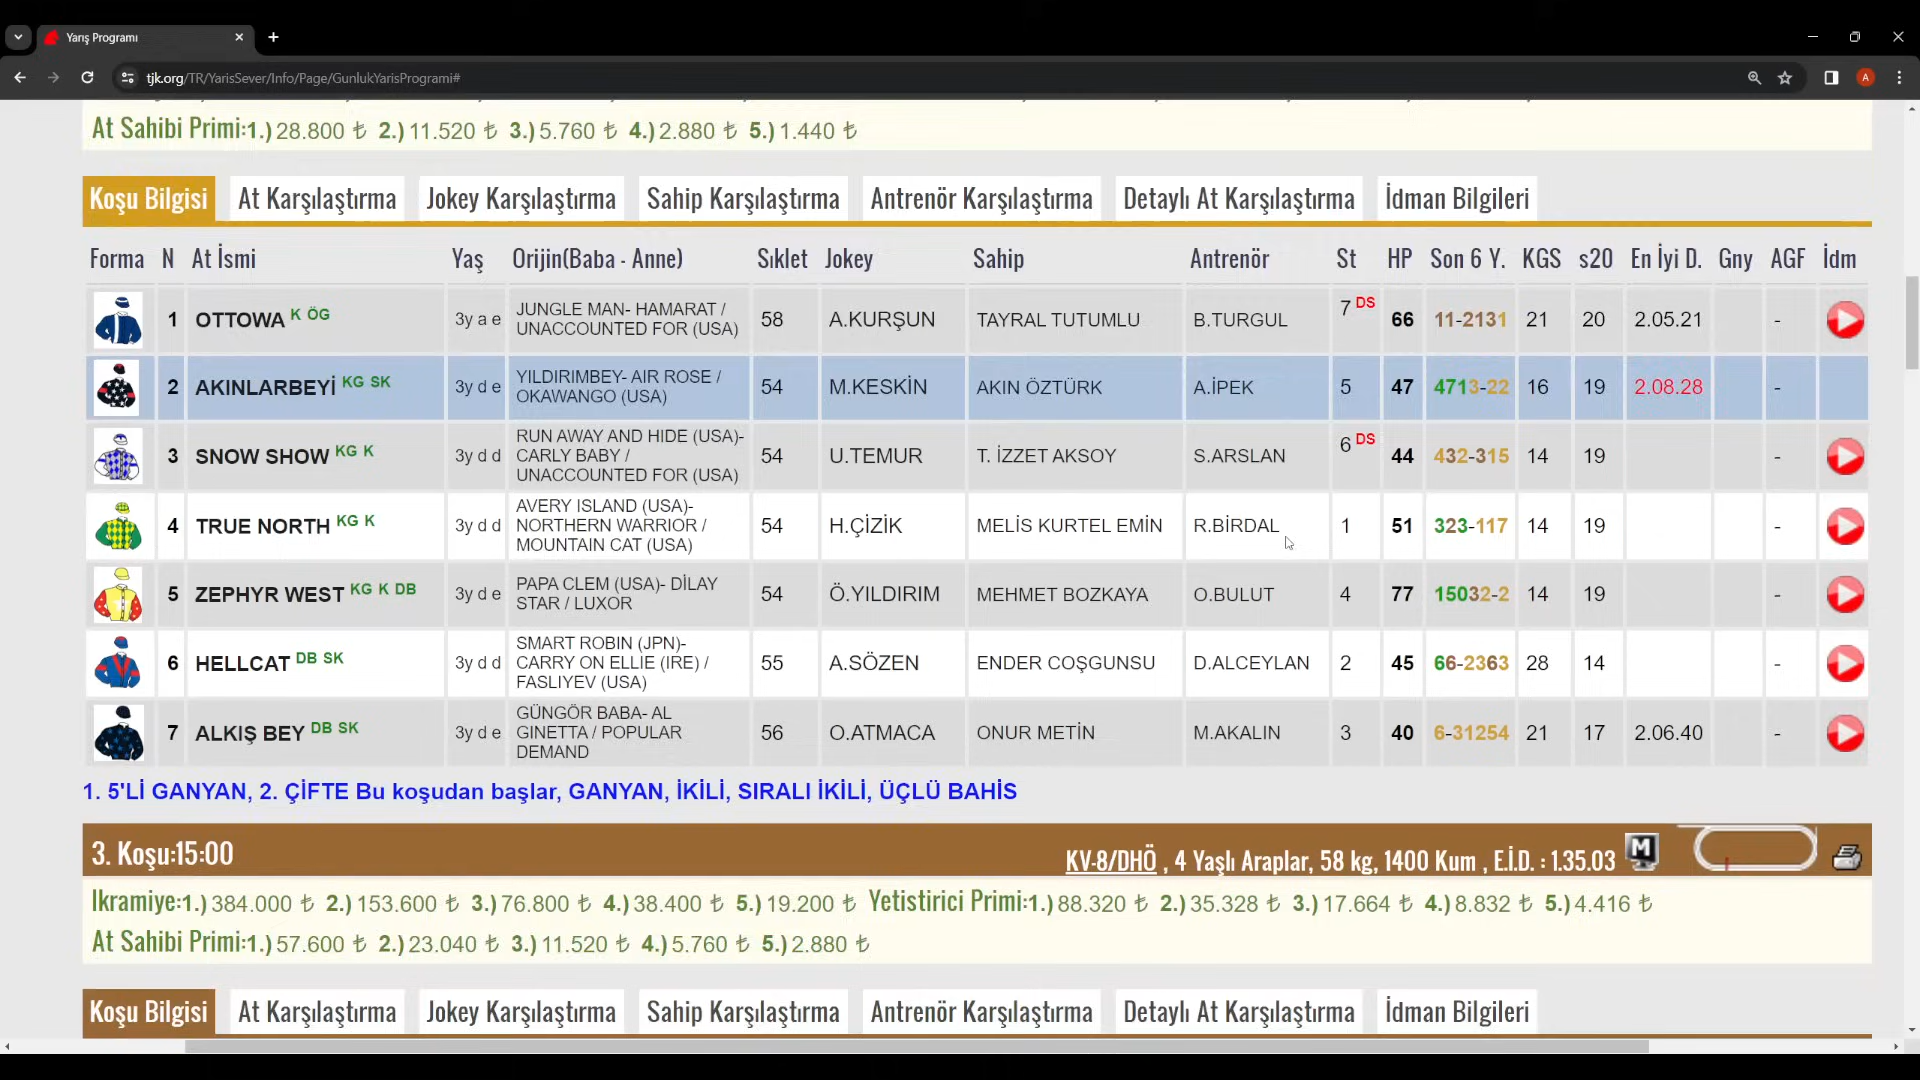 Yarış Programı
tjk.org/TR/YarisSever/Info/Page/GunlukYarisProgrami#
A
At Sahibi Primi:1.) 28.800 ₺ 2.) 11.520 ₺ 3.) 5.760 ₺ 4.) 2.880 ₺ 5.) 1.440 ₺
Koşu Bilgisi At Karşılaştırma Jokey Karşılaştırma Sahip Karşılaştırma Antrenör Karşılaştırma Detaylı At Karşılaştırma İdman Bilgileri
Forma N At İsmi Yaş Orijin(Baba - Anne) Sıklet Jokey Sahip Antrenör St HP Son 6 Y. KGS s20 En İyi D. Gny AGF İdm
1 OTTOWA K ÖG 3y a e JUNGLE MAN- HAMARAT / UNACCOUNTED FOR (USA) 58 A.KURŞUN TAYRAL TUTUMLU B.TURGUL 7 DS 66 11-2131 21 20 2.05.21 -
2 AKINLARBEYİ KG SK 3y d e YILDIRIMBEY- AIR ROSE / OKAWANGO (USA) 54 M.KESKİN AKIN ÖZTÜRK A.İPEK 5 47 4713-22 16 19 2.08.28 -
3 SNOW SHOW KG K 3y d d RUN AWAY AND HIDE (USA)- CARLY BABY / UNACCOUNTED FOR (USA) 54 U.TEMUR T. İZZET AKSOY S.ARSLAN 6 DS 44 432-315 14 19 -
4 TRUE NORTH KG K 3y d d AVERY ISLAND (USA)- NORTHERN WARRIOR / MOUNTAIN CAT (USA) 54 H.ÇİZİK MELİS KURTEL EMİN R.BİRDAL 1 51 323-117 14 19 -
5 ZEPHYR WEST KG K DB 3y d e PAPA CLEM (USA)- DİLAY STAR / LUXOR 54 Ö.YILDIRIM MEHMET BOZKAYA O.BULUT 4 77 15032-2 14 19 -
6 HELLCAT DB SK 3y d d SMART ROBIN (JPN)- CARRY ON ELLIE (IRE) / FASLIYEV (USA) 55 A.SÖZEN ENDER COŞGUNSU D.ALCEYLAN 2 45 66-2363 28 14 -
7 ALKIŞ BEY DB SK 3y d e GÜNGÖR BABA- AL GINETTA / POPULAR DEMAND 56 O.ATMACA ONUR METİN M.AKALIN 3 40 6-31254 21 17 2.06.40 -
1. 5'Lİ GANYAN, 2. ÇİFTE Bu koşudan başlar, GANYAN, İKİLİ, SIRALI İKİLİ, ÜÇLÜ BAHİS
3. Koşu:15:00 KV-8/DHÖ , 4 Yaşlı Araplar, 58 kg, 1400 Kum , E.İ.D. : 1.35.03 M
Ikramiye:1.) 384.000 ₺ 2.) 153.600 ₺ 3.) 76.800 ₺ 4.) 38.400 ₺ 5.) 19.200 ₺ Yetistirici Primi:1.) 88.320 ₺ 2.) 35.328 ₺ 3.) 17.664 ₺ 4.) 8.832 ₺ 5.) 4.416 ₺
At Sahibi Primi:1.) 57.600 ₺ 2.) 23.040 ₺ 3.) 11.520 ₺ 4.) 5.760 ₺ 5.) 2.880 ₺
Koşu Bilgisi At Karşılaştırma Jokey Karşılaştırma Sahip Karşılaştırma Antrenör Karşılaştırma Detaylı At Karşılaştırma İdman Bilgileri